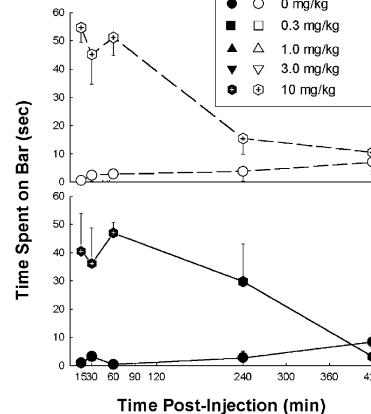 0 mg/kg
0.3 mg/kg
1.0 mg/kg
3.0 mg/kg
10 mg/kg
60
50
40
30
20
10
0
Time Spent on Bar (sec)
60
50
40
30
20
10
0
15 30 60 90 120 240 300 360
Time Post-Injection (min)